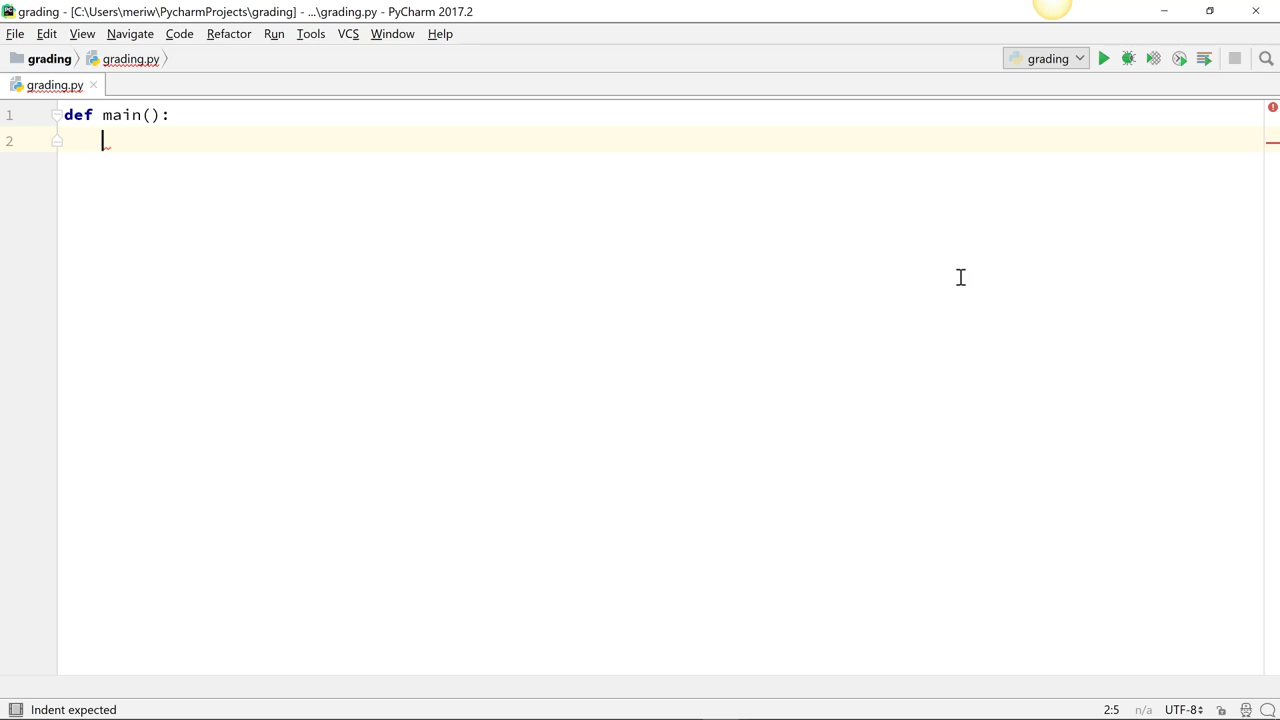 grading - [C:\Users\meriw\PycharmProjects\grading] - ...\grading.py - PyCharm 2017.2
File Edit View Navigate Code Refactor Run Tools VCS Window Help
grading grading.py grading
grading.py
1 def main():
2
Indent expected 2:5 n/a UTF-8